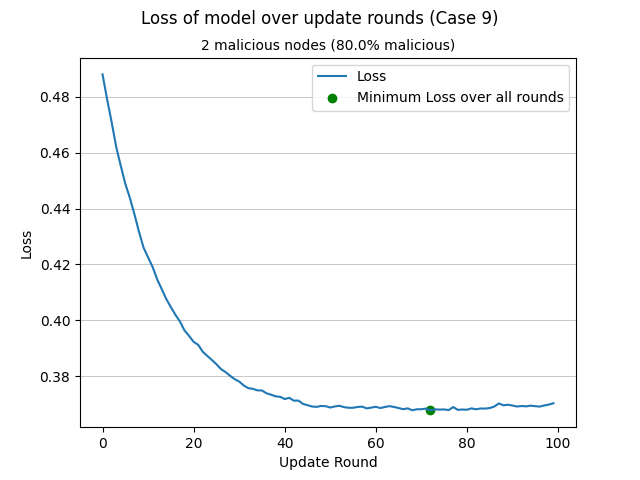 Loss of model over update rounds (Case 9)
2 malicious nodes (80.0% malicious)
Loss
Minimum Loss over all rounds
0.48
0.46
0.44
0.42
0.40
0.38
Loss
0 20 40 60 80 100
Update Round